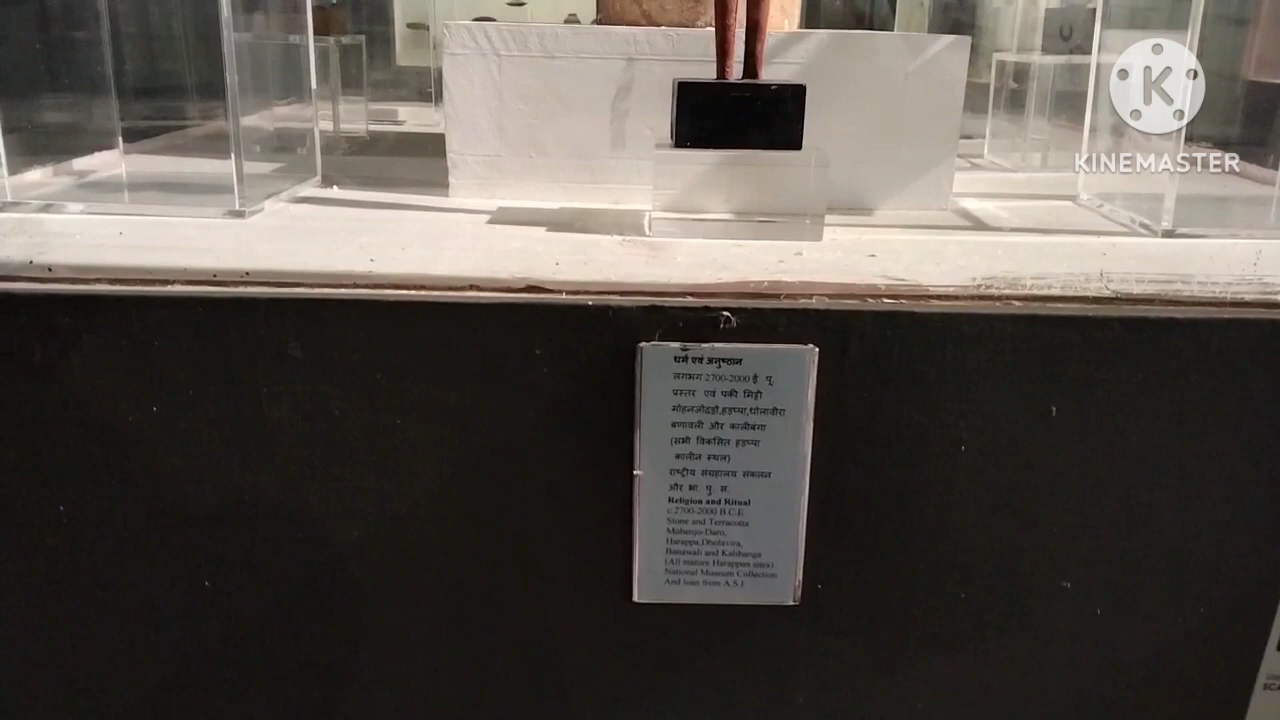 KINEMASTER
धर्म एवं अनुष्ठान
लगभग 2700-2000 ई. पू.
प्रस्तर एवं पकी मिट्टी
मोहनजोदड़ो,हड़प्पा,धोलावीरा
बणावली और कालीबंगा
(सभी विकसित हड़प्पा
कालीन स्थल)
राष्ट्रीय संग्रहालय संकलन
और भा. पु. स.
Religion and Ritual
c.2700-2000 B.C.E
Stone and Terracotta
Mohenjo-Daro,
Harappa,Dholavira,
Banawali and Kalibanga
(All mature Harappan sites)
National Museum Collection
And loan from A.S.I